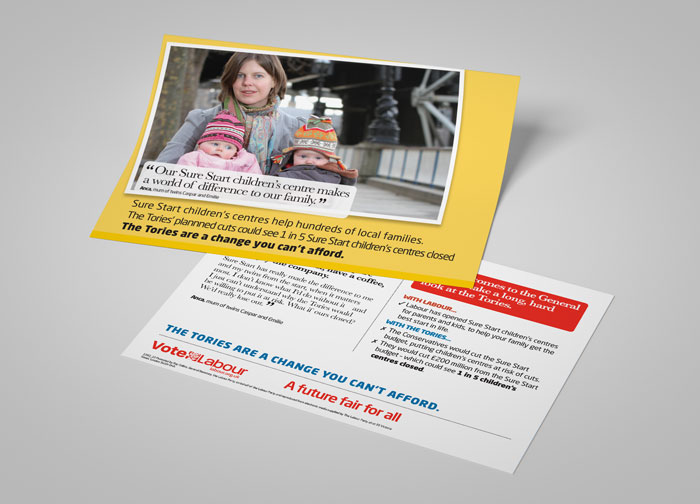 “Our Sure Start children's centre makes
a world of difference to our family.”
Anca, mum of twins Caspar and Emilie
Sure Start children's centres help hundreds of local families.
The Tories' plannned cuts could see 1 in 5 Sure Start children's centres closed
The Tories are a change you can't afford.
have a coffee,
company.
Sure Start has really made the difference to me
and my twins from the start, when it matters
most. I don't know what I'd do without it and
I just can't understand why the Tories would
be willing to put it at risk. What if ours closed?
We'd really lose out.”
Anca, mum of twins Caspar and Emilie
comes to the General
take a long, hard
look at the Tories.
WITH LABOUR...
✓ Labour has opened Sure Start children's centres
for parents and kids, to help your family get the
best start in life.
WITH THE TORIES...
✗ The Conservatives would cut the Sure Start
budget, putting children's centres at risk of cuts.
✗ They would cut £200 million from the Sure Start
budget - which could see 1 in 5 children's
centres closed
THE TORIES ARE A CHANGE YOU CAN'T AFFORD.
Vote Labour
labour.org.uk
A future fair for all